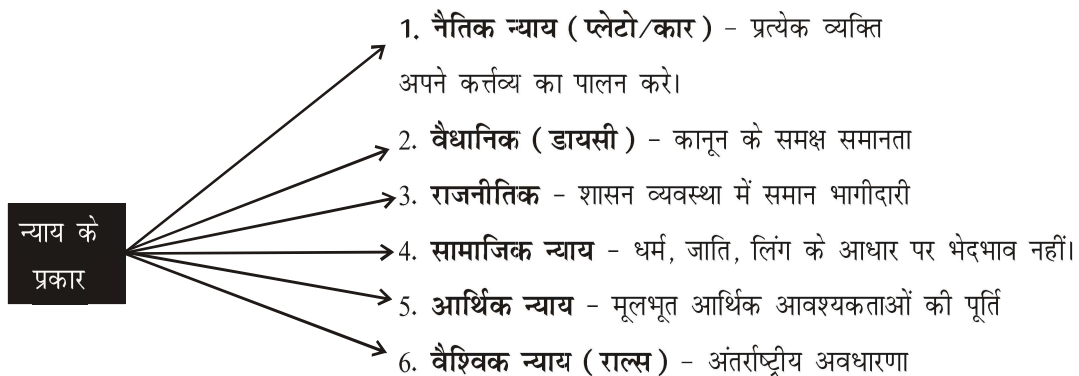 1. नैतिक न्याय ( प्लेटो/कार ) - प्रत्येक व्यक्ति
अपने कर्त्तव्य का पालन करे।
2. वैधानिक ( डायसी ) - कानून के समक्ष समानता
3. राजनीतिक - शासन व्यवस्था में समान भागीदारी
न्याय के
प्रकार
4. सामाजिक न्याय - धर्म, जाति, लिंग के आधार पर भेदभाव नहीं।
5. आर्थिक न्याय - मूलभूत आर्थिक आवश्यकताओं की पूर्ति
6. वैश्विक न्याय ( राल्स ) - अंतर्राष्ट्रीय अवधारणा